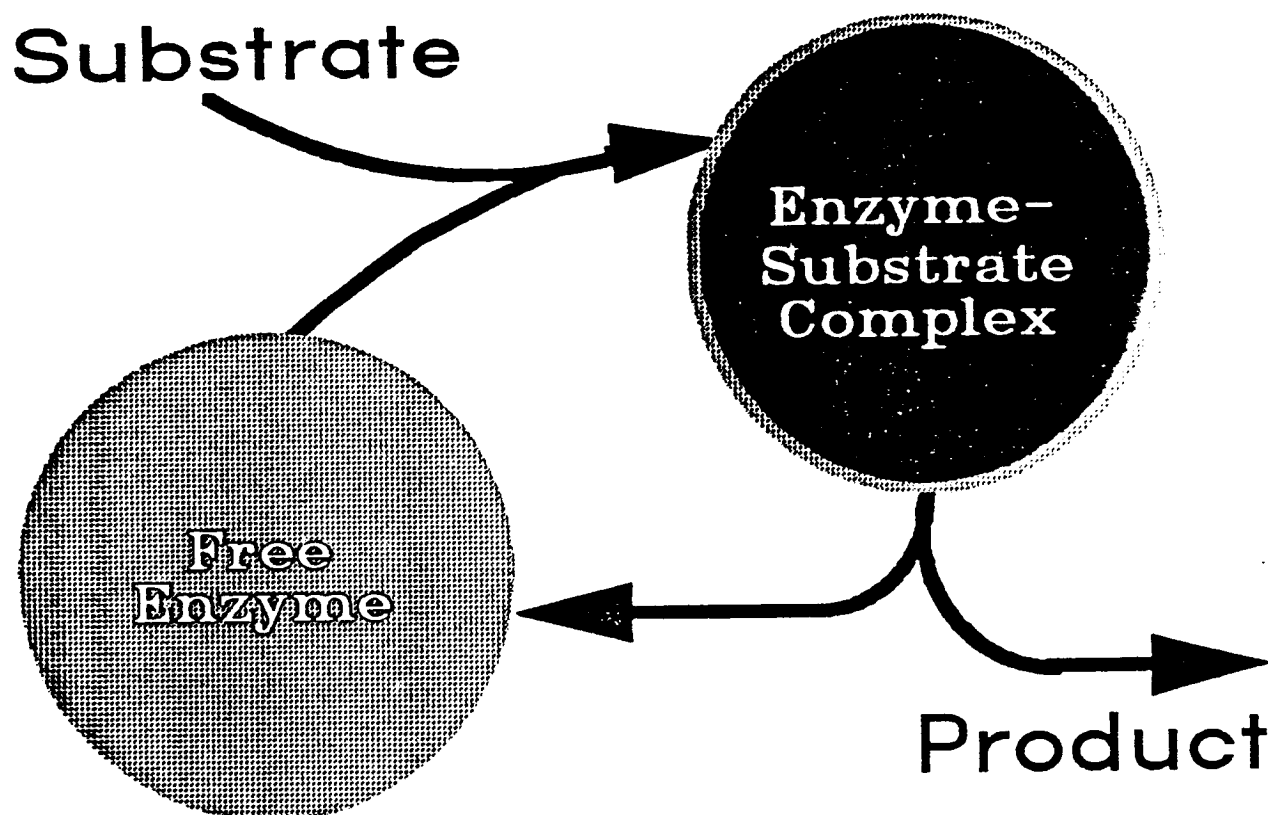 Substrate
Enzyme-
Substrate
Complex
Free
Enzyme
Product